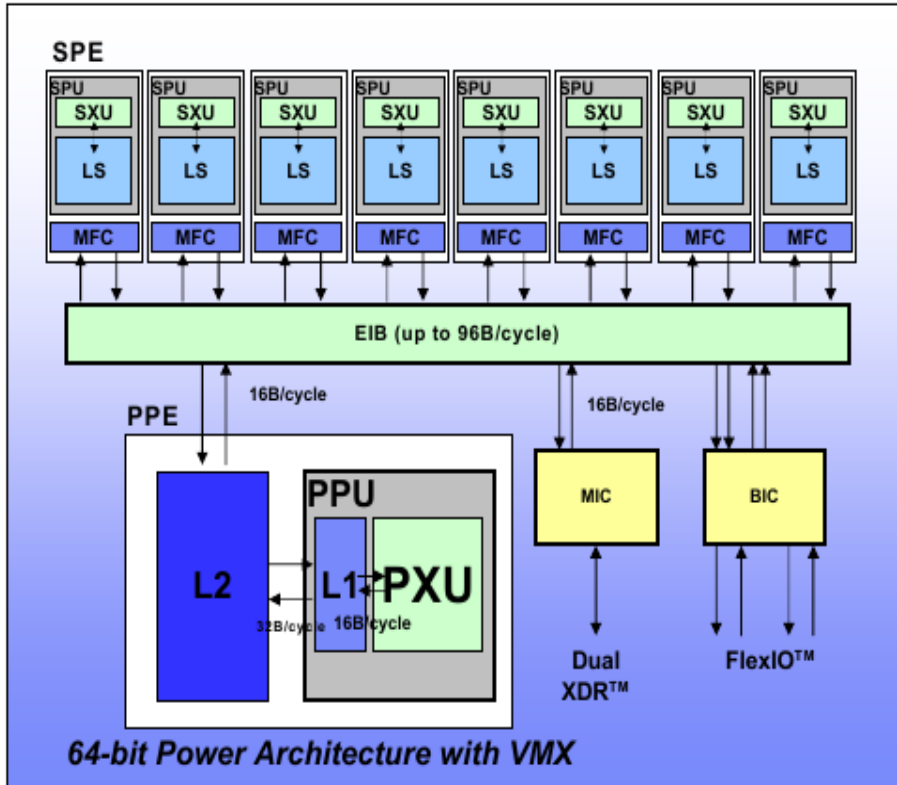 SPE
SPU SPU SPU SPU SPU SPU SPU SPU
SXU SXU SXU SXU SXU SXU SXU SXU
LS LS LS LS LS LS LS LS
MFC MFC MFC MFC MFC MFC MFC MFC
EIB (up to 96B/cycle)
16B/cycle 16B/cycle
PPE
PPU
MIC BIC
L2 L1 PXU
32B/cycle 16B/cycle
Dual FlexIO™
XDR™
64-bit Power Architecture with VMX